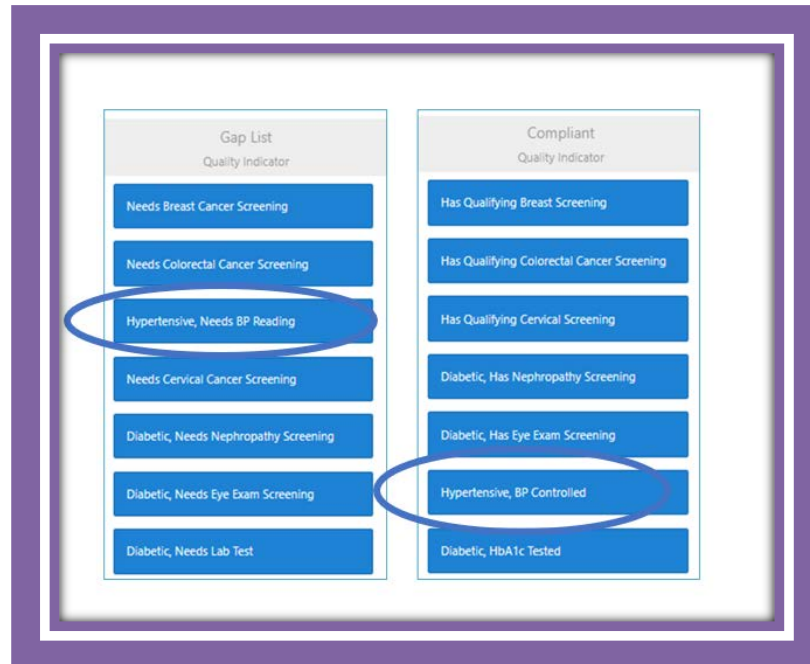 Gap List
Quality Indicator
Needs Breast Cancer Screening
Needs Colorectal Cancer Screening
Hypertensive, Needs BP Reading
Needs Cervical Cancer Screening
Diabetic, Needs Nephropathy Screening
Diabetic, Needs Eye Exam Screening
Diabetic, Needs Lab Test
Compliant
Quality Indicator
Has Qualifying Breast Screening
Has Qualifying Colorectal Cancer Screening
Has Qualifying Cervical Screening
Diabetic, Has Nephropathy Screening
Diabetic, Has Eye Exam Screening
Hypertensive, BP Controlled
Diabetic, HbA1c Tested